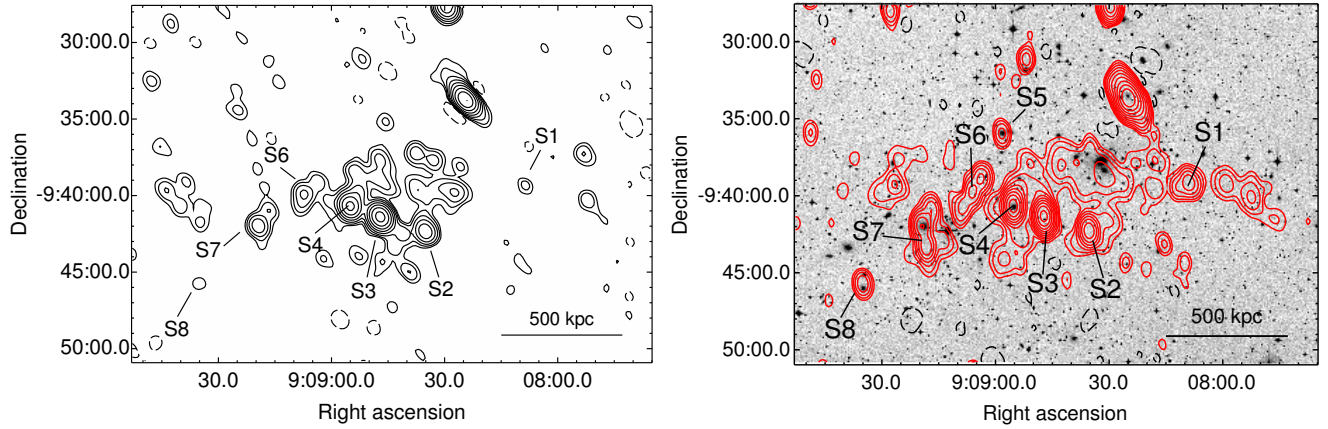 30:00.0
35:00.0
-9:40:00.0
45:00.0
50:00.0
Declination
S1
S6
S7
S4
S3
S2
S8
500 kpc
30.0
9:09:00.0
30.0
08:00.0
Right ascension
30:00.0
35:00.0
-9:40:00.0
45:00.0
50:00.0
Declination
S5
S6
S1
S7
S4
S3
S2
S8
500 kpc
30.0
9:09:00.0
30.0
08:00.0
Right ascension